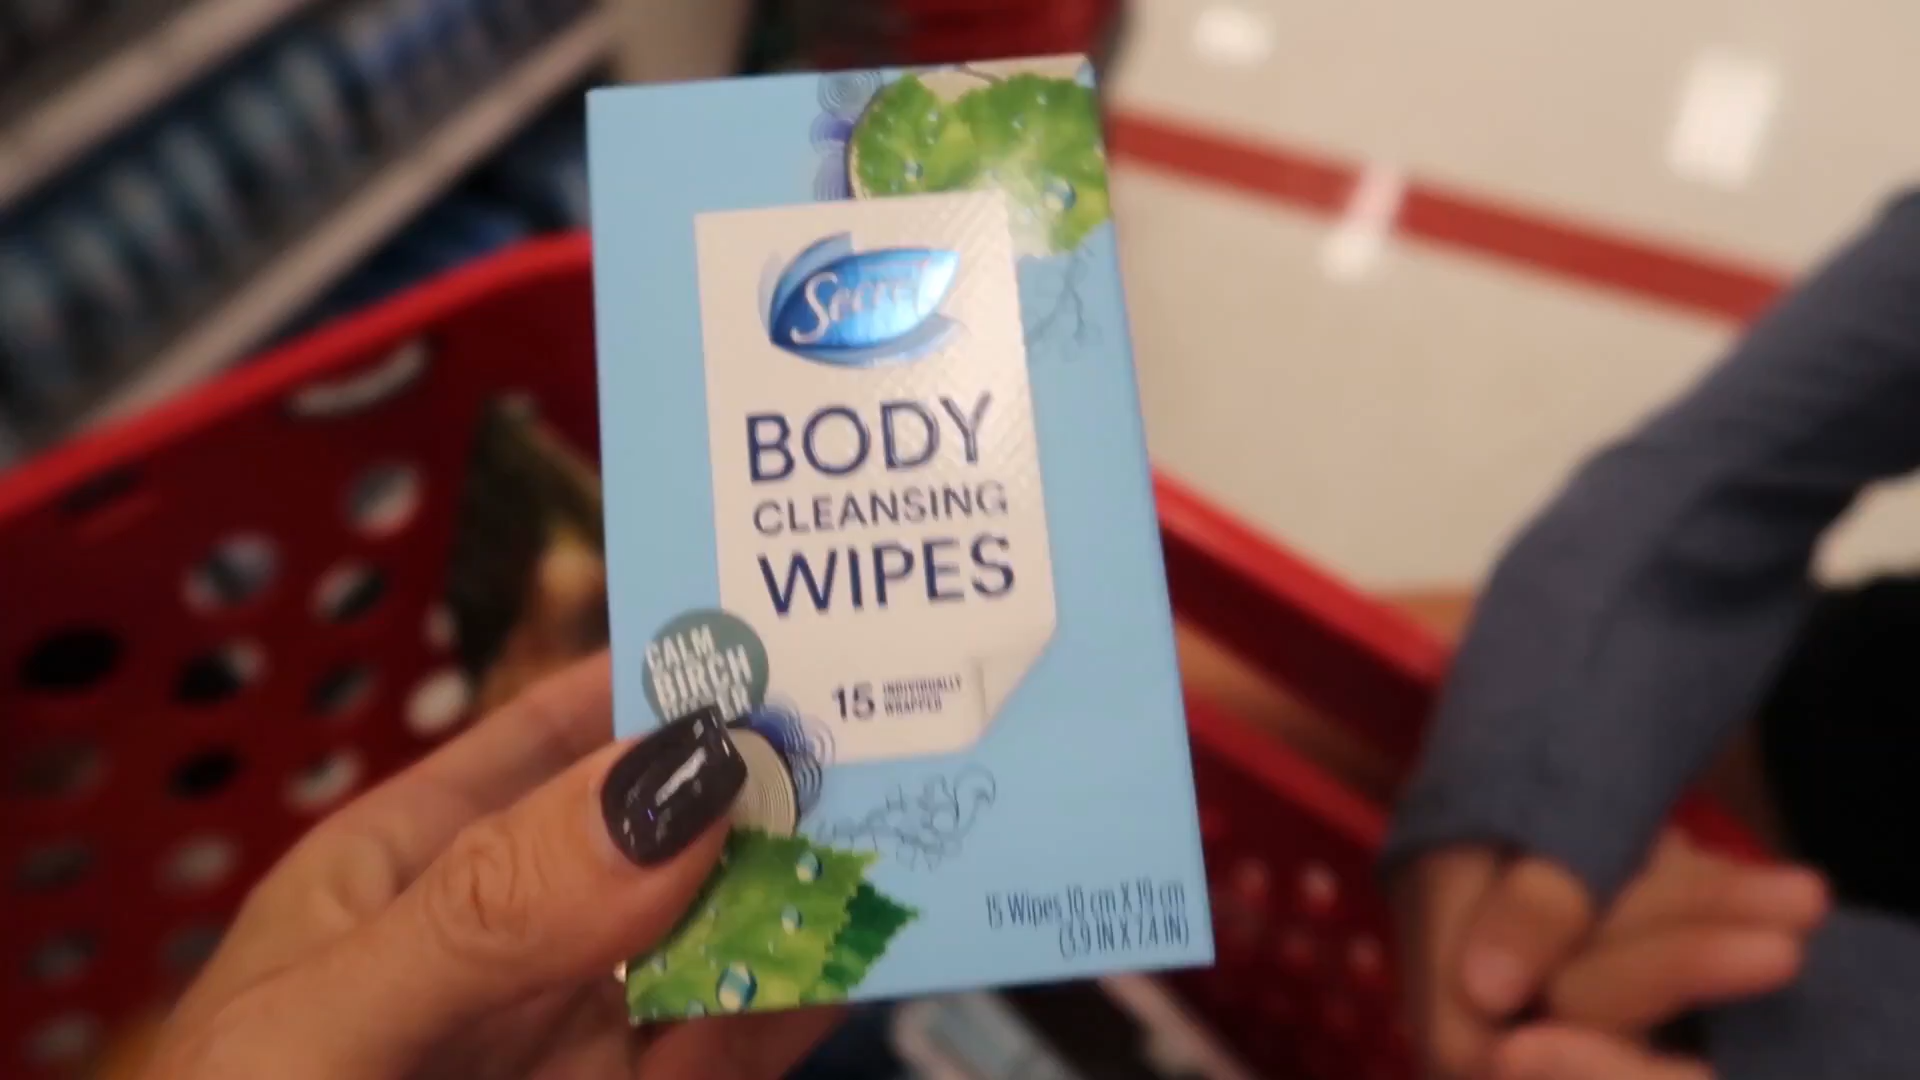 Secret
BODY
CLEANSING
WIPES
CALM
BIRCH
15 INDIVIDUALLY
WRAPPED
15 Wipes 10 cm X 19 cm
(3.9 IN X 7.4 IN)